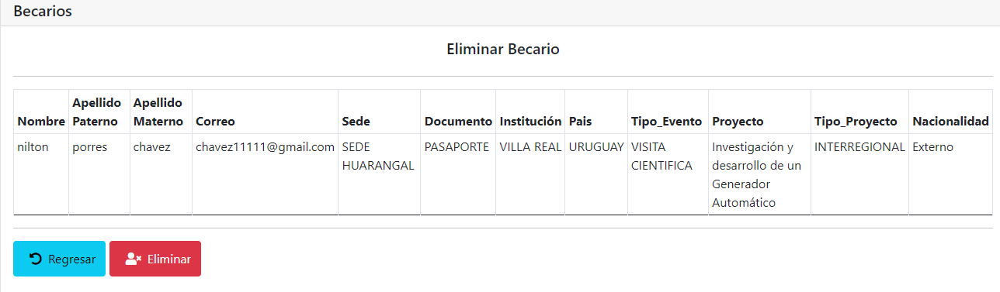 Becarios
Eliminar Becario
Nombre Apellido Paterno Apellido Materno Correo Sede Documento Institución Pais Tipo_Evento Proyecto Tipo_Proyecto Nacionalidad
nilton porres chavez chavez11111@gmail.com SEDE HUARANGAL PASAPORTE VILLA REAL URUGUAY VISITA CIENTIFICA Investigación y desarrollo de un Generador Automático INTERREGIONAL Externo
Regresar Eliminar